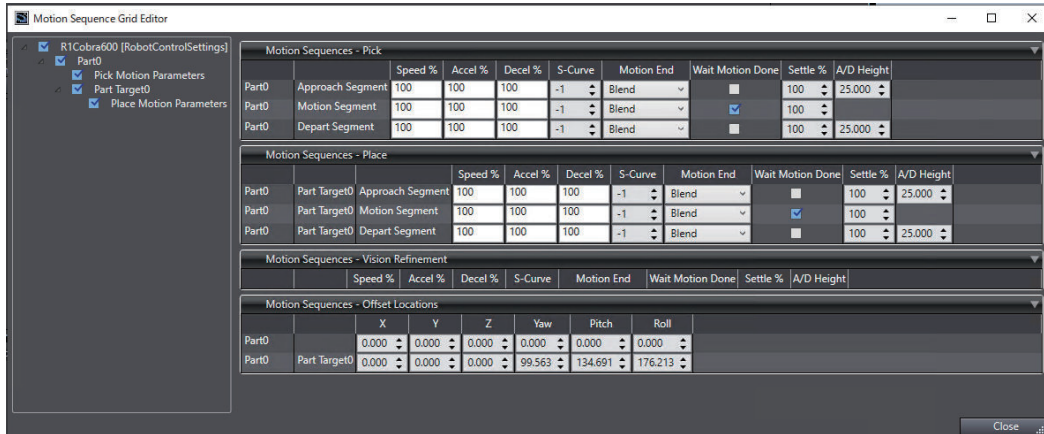 Motion Sequence Grid Editor
R1Cobra600 [RobotControlSettings]
Part0
Pick Motion Parameters
Part Target0
Place Motion Parameters
Motion Sequences - Pick
Speed % Accel % Decel % S-Curve Motion End Wait Motion Done Settle % A/D Height
Part0 Approach Segment 100 100 100 -1 Blend 100 25.000
Part0 Motion Segment 100 100 100 -1 Blend 100
Part0 Depart Segment 100 100 100 -1 Blend 100 25.000
Motion Sequences - Place
Speed % Accel % Decel % S-Curve Motion End Wait Motion Done Settle % A/D Height
Part0 Part Target0 Approach Segment 100 100 100 -1 Blend 100 25.000
Part0 Part Target0 Motion Segment 100 100 100 -1 Blend 100
Part0 Part Target0 Depart Segment 100 100 100 -1 Blend 100 25.000
Motion Sequences - Vision Refinement
Speed % Accel % Decel % S-Curve Motion End Wait Motion Done Settle % A/D Height
Motion Sequences - Offset Locations
X Y Z Yaw Pitch Roll
Part0 0.000 0.000 0.000 0.000 0.000 0.000
Part0 Part Target0 0.000 0.000 0.000 99.563 134.691 176.213
Close